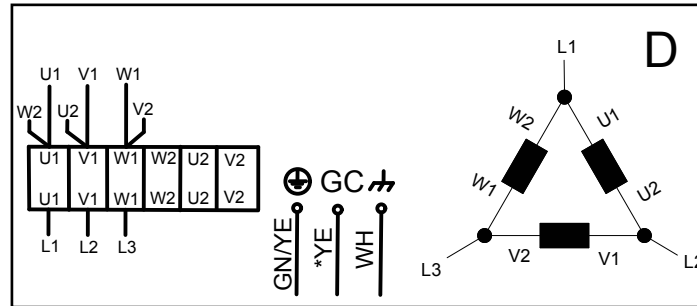 D
L1
U1 V1 W1
W2 U2 V2
U1 V1 W1 W2 U2 V2
U1 V1 W1 W2 U2 V2
L1 L2 L3
GC
GN/YE *YE WH
W2 U1
W1 U2
L3 V2 V1 L2